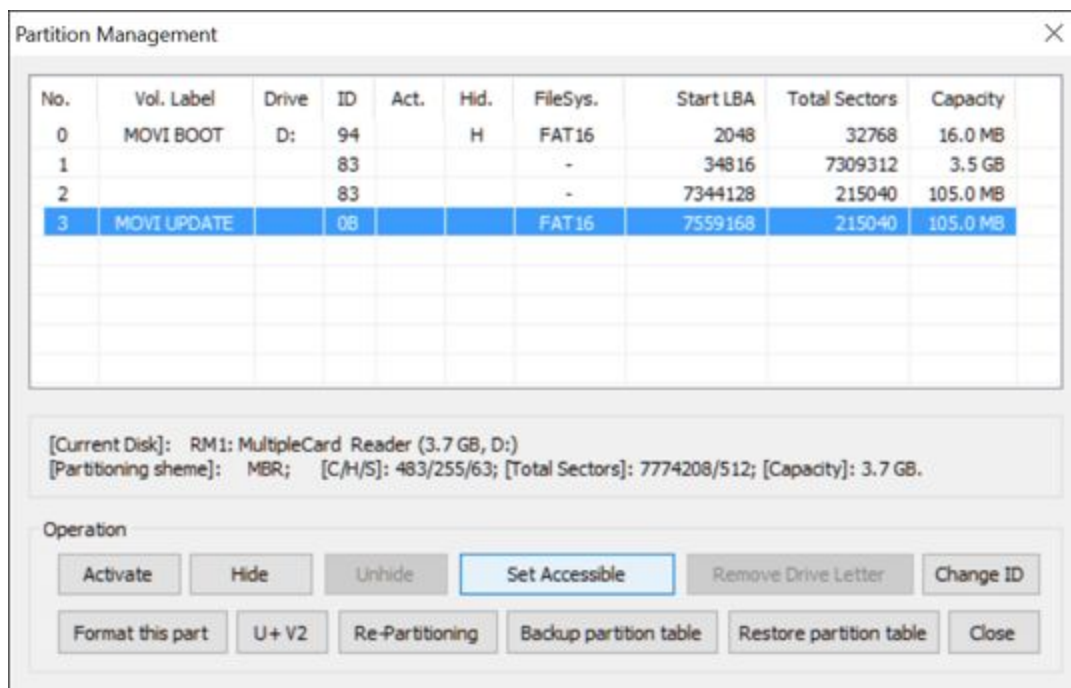 Partition Management
No. Vol. Label Drive ID Act. Hid. FileSys. Start LBA Total Sectors Capacity
0 MOVI BOOT D: 94 H FAT16 2048 32768 16.0 MB
1 83 - 34816 7309312 3.5 GB
2 83 - 7344128 215040 105.0 MB
3 MOVI UPDATE 0B FAT16 7559168 215040 105.0 MB
[Current Disk]: RM1: MultipleCard Reader (3.7 GB, D:)
[Partitioning sheme]: MBR; [C/H/S]: 483/255/63; [Total Sectors]: 7774208/512; [Capacity]: 3.7 GB.
Operation
Activate Hide Unhide Set Accessible Remove Drive Letter Change ID
Format this part U+ V2 Re-Partitioning Backup partition table Restore partition table Close